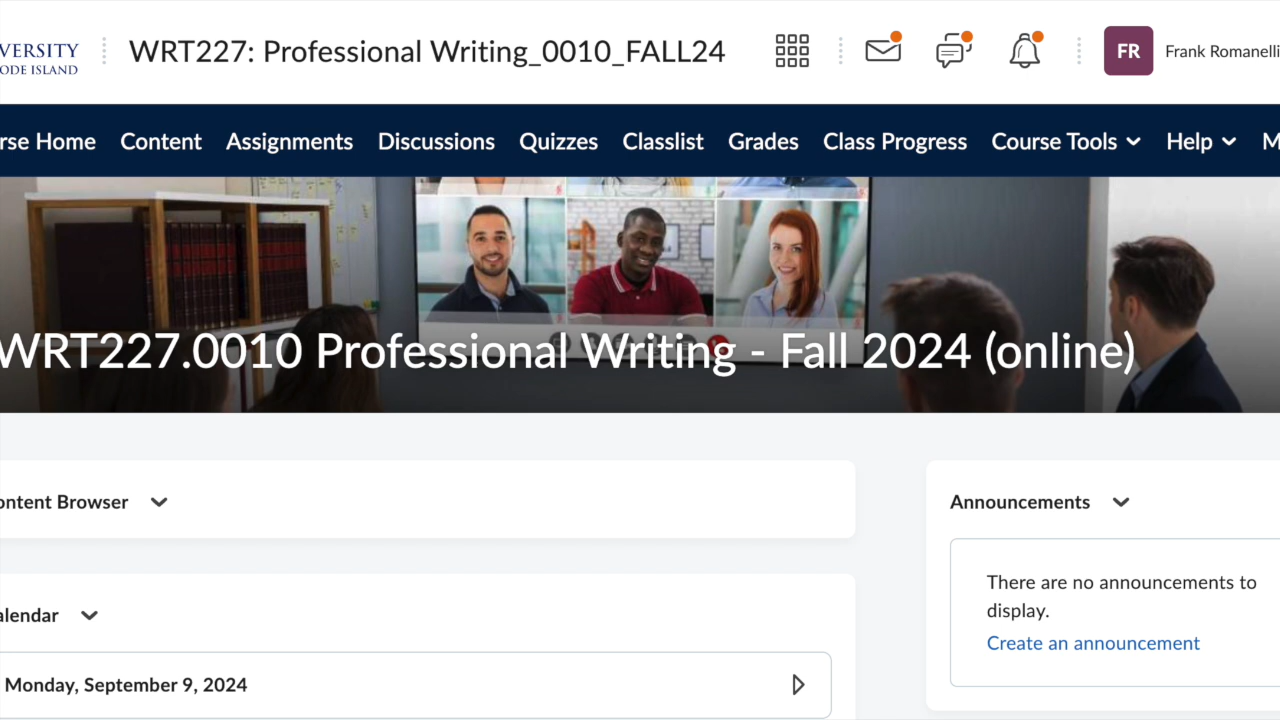 VERSITY
ODE ISLAND
WRT227: Professional Writing_0010_FALL24
FR
Frank Romanelli
rse Home
Content
Assignments
Discussions
Quizzes
Classlist
Grades
Class Progress
Course Tools
Help
M
WRT227.0010 Professional Writing - Fall 2024 (online)
ontent Browser
Announcements
There are no announcements to
display.
Create an announcement
alendar
Monday, September 9, 2024